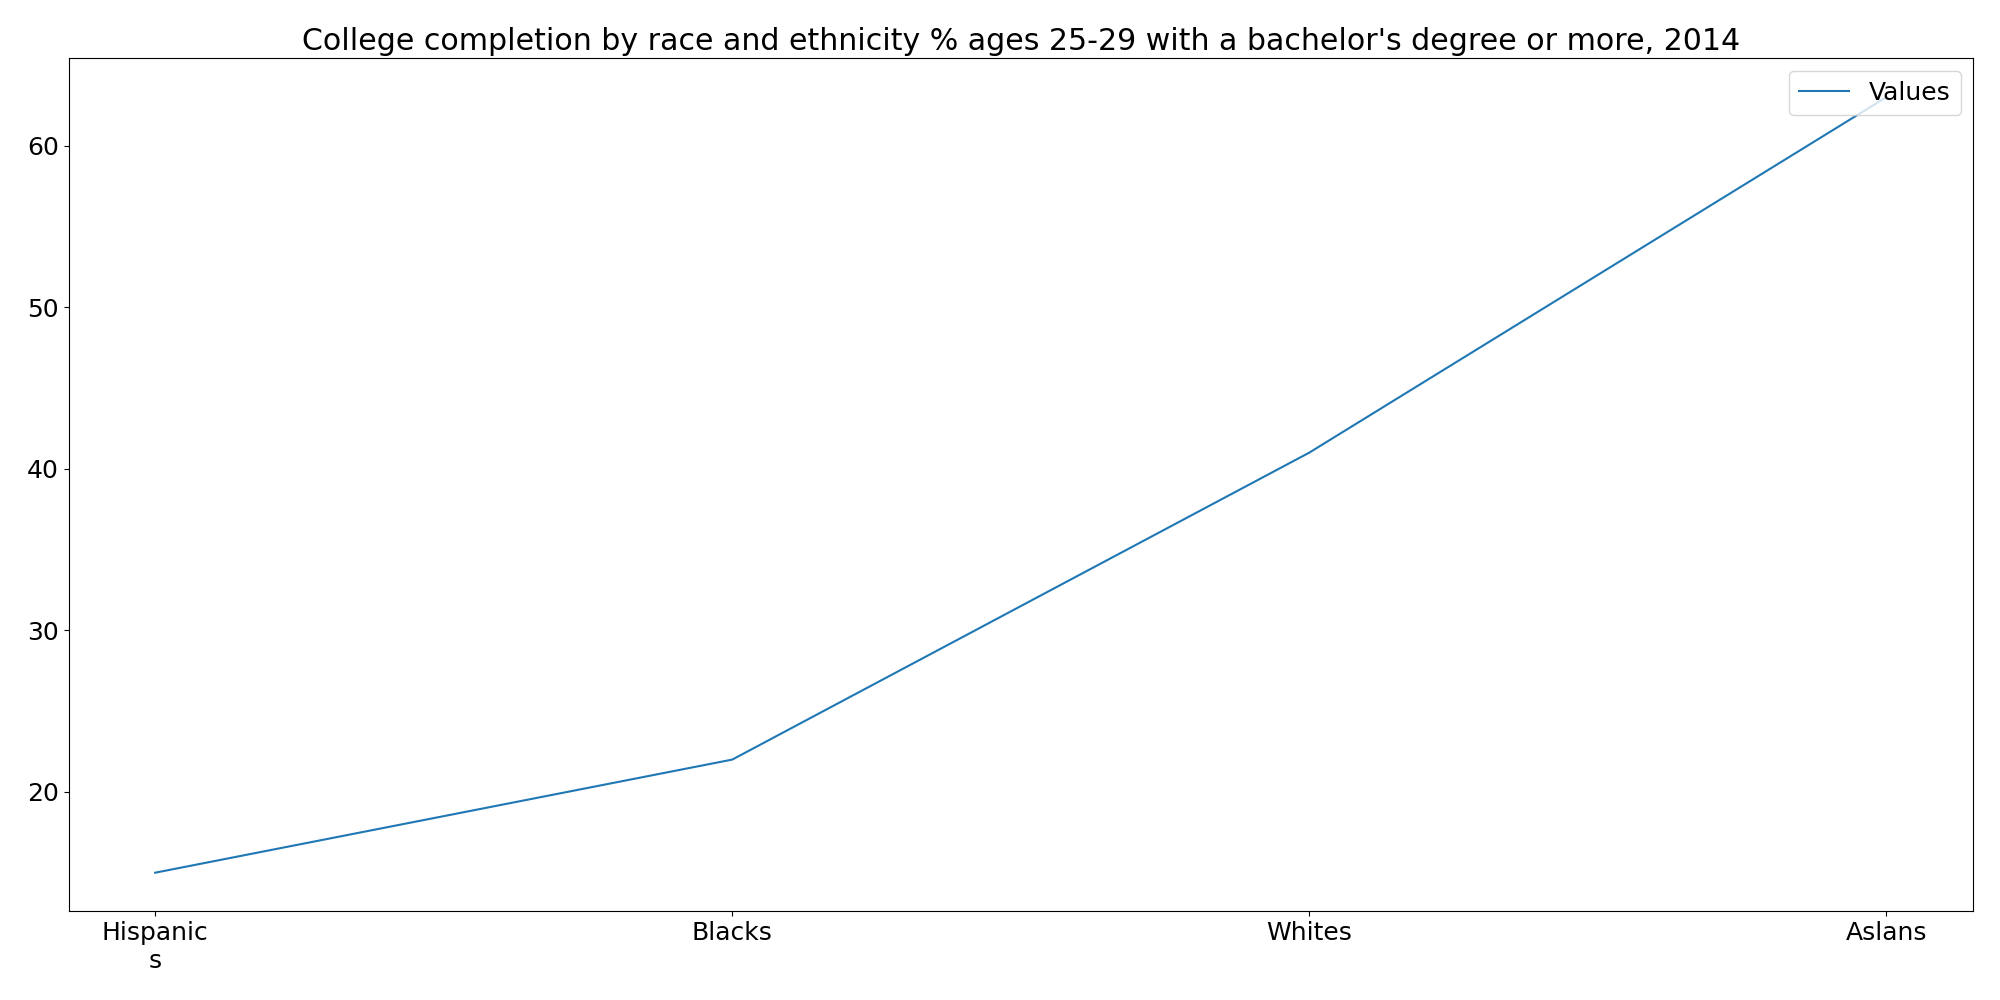 College completion by race and ethnicity % ages 25-29 with a bachelor's degree or more, 2014
Values
60
50
40
30
20
Hispanic
s
Blacks
Whites
Aslans